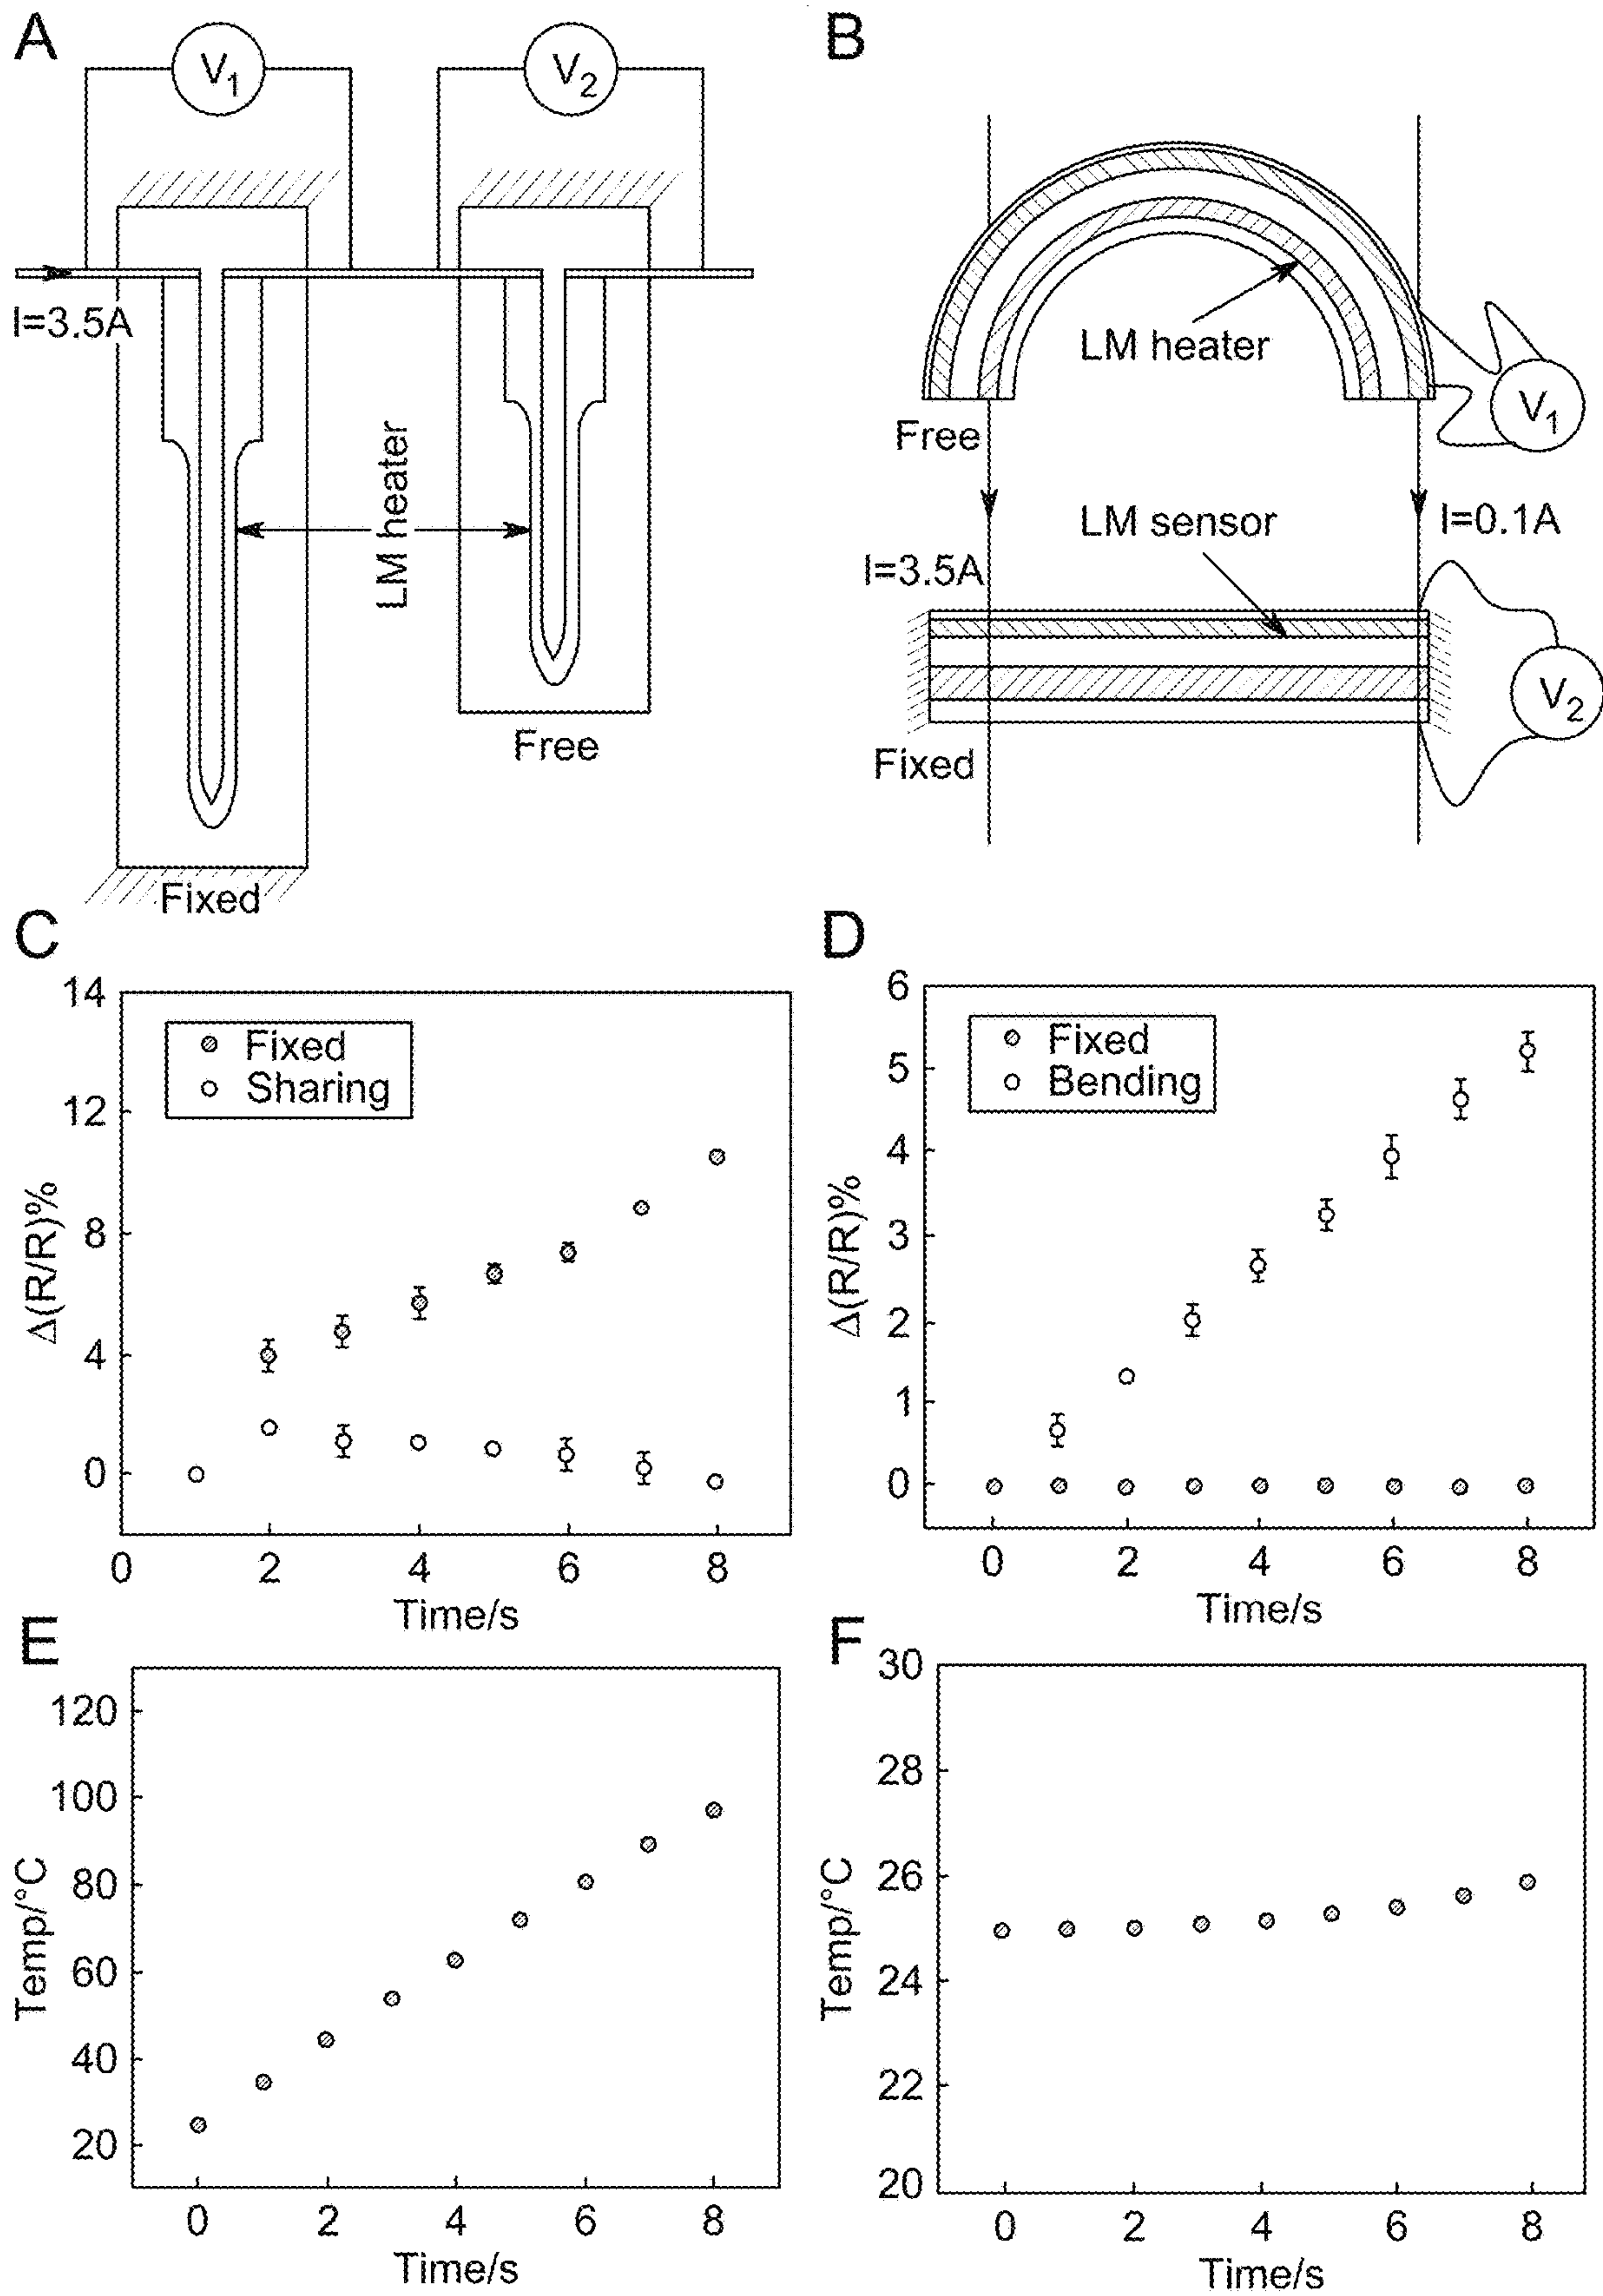 A
V1
V2
I=3.5A
LM heater
Free
Fixed
B
LM heater
V1
Free
LM sensor
I=0.1A
I=3.5A
V2
Fixed
C
14
12
8
4
0
Δ(R/R)%
Fixed
Sharing
0 2 4 6 8
Time/s
D
6
5
4
3
2
1
0
Δ(R/R)%
Fixed
Bending
0 2 4 6 8
Time/s
E
120
100
80
60
40
20
Temp/°C
0 2 4 6 8
Time/s
F
30
28
26
24
22
20
Temp/°C
0 2 4 6 8
Time/s